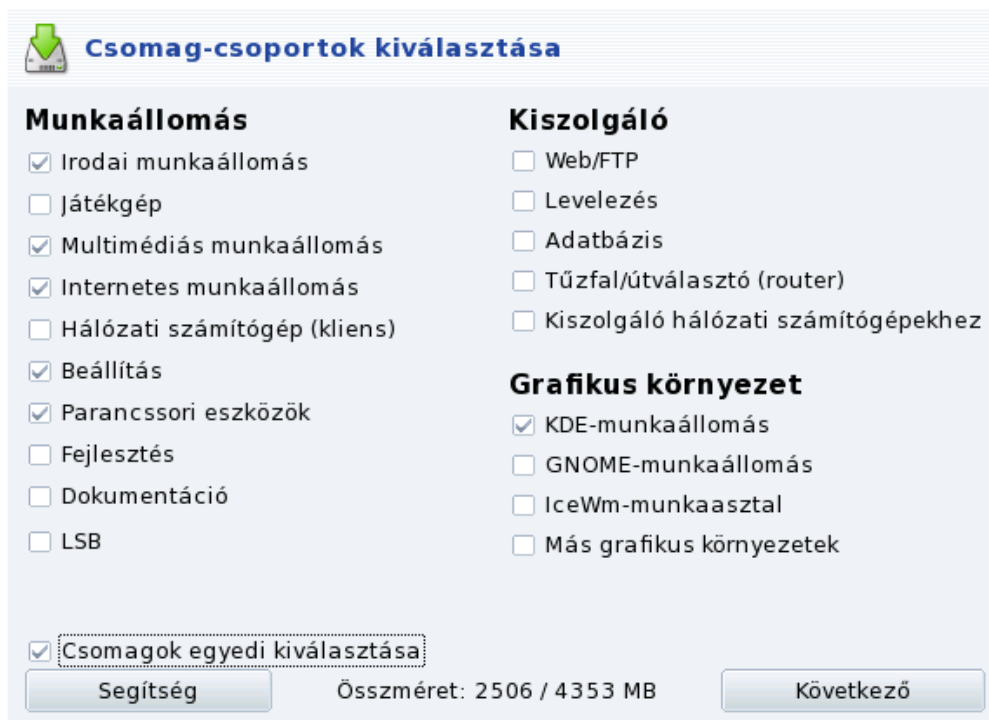 Csomag-csoportok kiválasztása
Munkaállomás
Irodai munkaállomás
Játékgép
Multimédiás munkaállomás
Internetes munkaállomás
Hálózati számítógép (kliens)
Beállítás
Parancssori eszközök
Fejlesztés
Dokumentáció
LSB
Kiszolgáló
Web/FTP
Levelezés
Adatbázis
Tűzfal/útválasztó (router)
Kiszolgáló hálózati számítógépekhez
Grafikus környezet
KDE-munkaállomás
GNOME-munkaállomás
IceWm-munkaasztal
Más grafikus környezetek
Csomagok egyedi kiválasztása
Segítség
Összméret: 2506 / 4353 MB
Következő